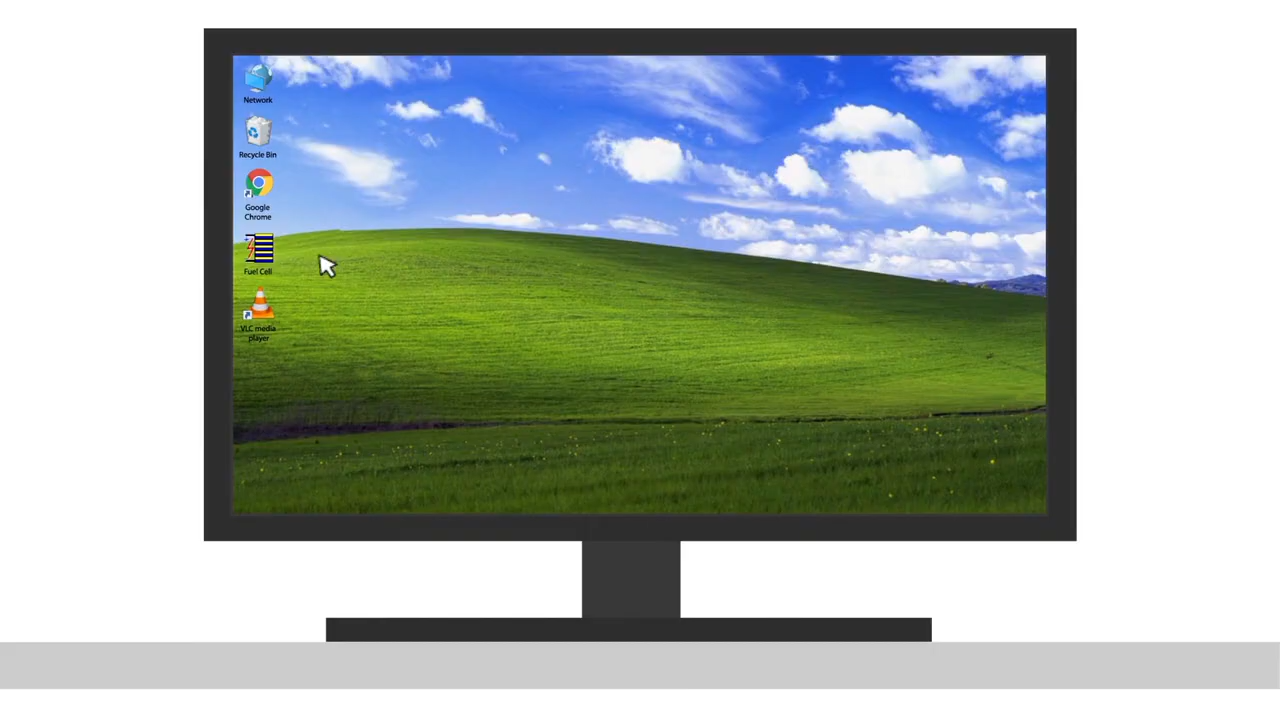 Network
Recycle Bin
Google
Chrome
Fuel Cell
VLC media
player